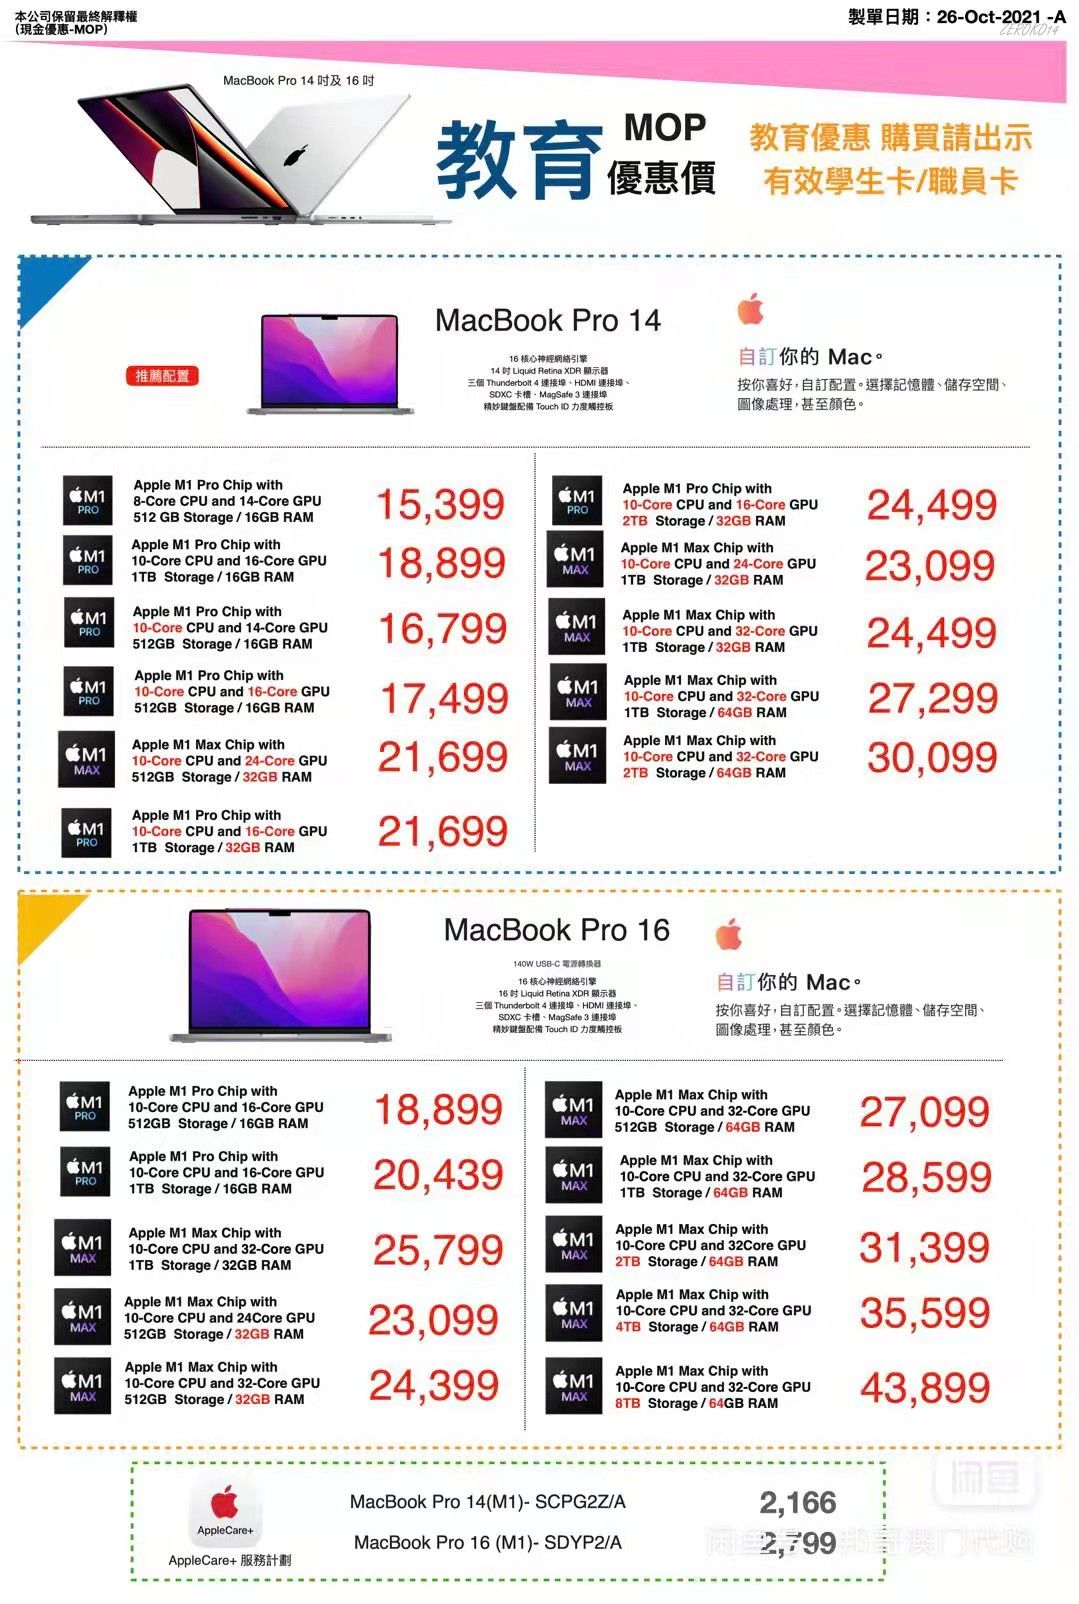 本公司保留最終解釋權
(現金優惠-MOP)
製單日期：26-Oct-2021 -A
ZEROKO14
MacBook Pro 14 吋及 16 吋
教育
MOP
優惠價
教育優惠 購買請出示
有效學生卡/職員卡
推薦配置
MacBook Pro 14
16 核心神經網絡引擎
14 吋 Liquid Retina XDR 顯示器
三個 Thunderbolt 4 連接埠、HDMI 連接埠、
SDXC 卡槽、MagSafe 3 連接埠
精妙鍵盤配備 Touch ID 力度觸控板
自訂你的 Mac。
按你喜好，自訂配置。選擇記憶體、儲存空間、
圖像處理，甚至顏色。
M1 PRO
Apple M1 Pro Chip with
8-Core CPU and 14-Core GPU
512 GB Storage / 16GB RAM
15,399
M1 PRO
Apple M1 Pro Chip with
10-Core CPU and 16-Core GPU
1TB Storage / 16GB RAM
18,899
M1 PRO
Apple M1 Pro Chip with
10-Core CPU and 14-Core GPU
512GB Storage / 16GB RAM
16,799
M1 PRO
Apple M1 Pro Chip with
10-Core CPU and 16-Core GPU
512GB Storage / 16GB RAM
17,499
M1 MAX
Apple M1 Max Chip with
10-Core CPU and 24-Core GPU
512GB Storage / 32GB RAM
21,699
M1 PRO
Apple M1 Pro Chip with
10-Core CPU and 16-Core GPU
1TB Storage / 32GB RAM
21,699
M1 PRO
Apple M1 Pro Chip with
10-Core CPU and 16-Core GPU
2TB Storage / 32GB RAM
24,499
M1 MAX
Apple M1 Max Chip with
10-Core CPU and 24-Core GPU
1TB Storage / 32GB RAM
23,099
M1 MAX
Apple M1 Max Chip with
10-Core CPU and 32-Core GPU
1TB Storage / 32GB RAM
24,499
M1 MAX
Apple M1 Max Chip with
10-Core CPU and 32-Core GPU
1TB Storage / 64GB RAM
27,299
M1 MAX
Apple M1 Max Chip with
10-Core CPU and 32-Core GPU
2TB Storage / 64GB RAM
30,099
MacBook Pro 16
140W USB-C 電源轉換器
16 核心神經網絡引擎
16 吋 Liquid Retina XDR 顯示器
三個 Thunderbolt 4 連接埠、HDMI 連接埠、
SDXC 卡槽、MagSafe 3 連接埠
精妙鍵盤配備 Touch ID 力度觸控板
自訂你的 Mac。
按你喜好，自訂配置。選擇記憶體、儲存空間、
圖像處理，甚至顏色。
M1 PRO
Apple M1 Pro Chip with
10-Core CPU and 16-Core GPU
512GB Storage / 16GB RAM
18,899
M1 PRO
Apple M1 Pro Chip with
10-Core CPU and 16-Core GPU
1TB Storage / 16GB RAM
20,439
M1 MAX
Apple M1 Max Chip with
10-Core CPU and 32-Core GPU
1TB Storage / 32GB RAM
25,799
M1 MAX
Apple M1 Max Chip with
10-Core CPU and 24Core GPU
512GB Storage / 32GB RAM
23,099
M1 MAX
Apple M1 Max Chip with
10-Core CPU and 32-Core GPU
512GB Storage / 32GB RAM
24,399
M1 MAX
Apple M1 Max Chip with
10-Core CPU and 32-Core GPU
512GB Storage / 64GB RAM
27,099
M1 MAX
Apple M1 Max Chip with
10-Core CPU and 32-Core GPU
1TB Storage / 64GB RAM
28,599
M1 MAX
Apple M1 Max Chip with
10-Core CPU and 32Core GPU
2TB Storage / 64GB RAM
31,399
M1 MAX
Apple M1 Max Chip with
10-Core CPU and 32-Core GPU
4TB Storage / 64GB RAM
35,599
M1 MAX
Apple M1 Max Chip with
10-Core CPU and 32-Core GPU
8TB Storage / 64GB RAM
43,899
AppleCare+
AppleCare+ 服務計劃
MacBook Pro 14(M1)- SCPG2Z/A
2,166
MacBook Pro 16 (M1)- SDYP2/A
2,799
闲鱼
邦哥澳门代购